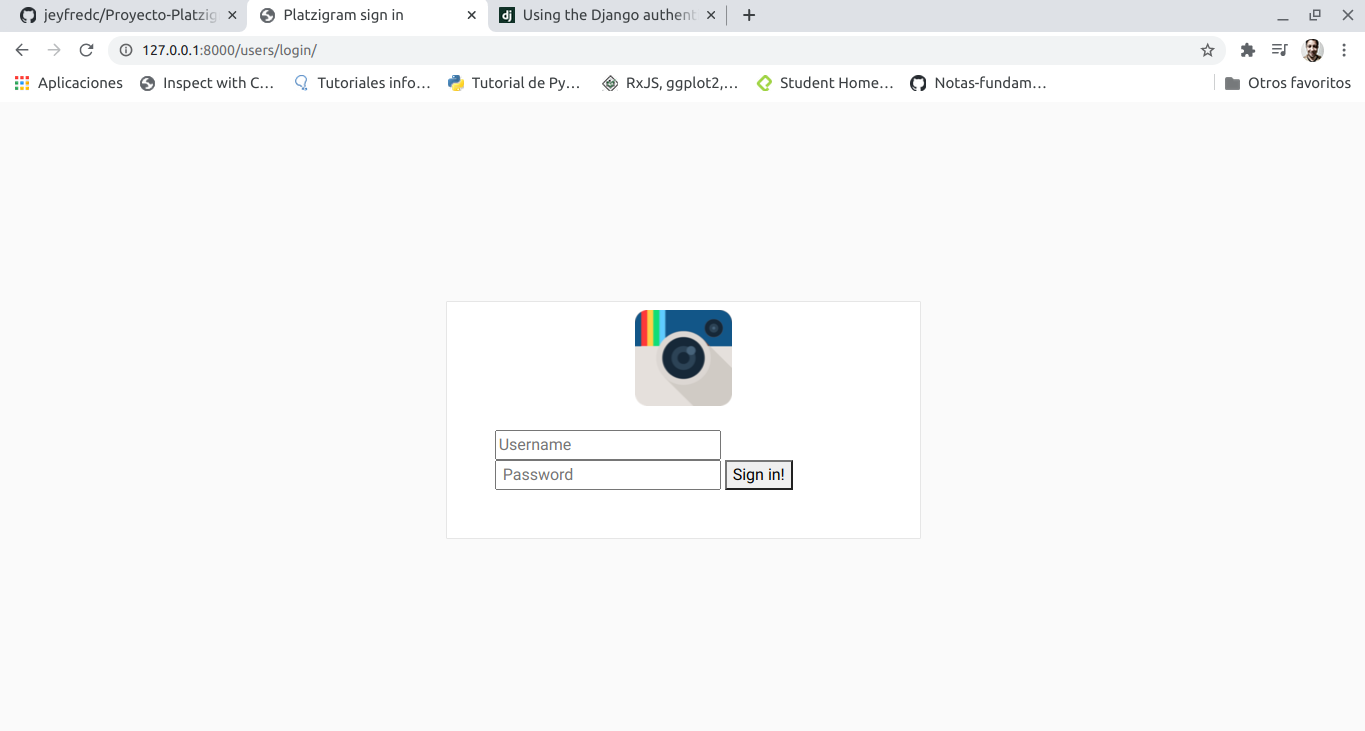 jeyfredc/Proyecto-Platzig
Platzigram sign in
Using the Django authent
127.0.0.1:8000/users/login/
Aplicaciones
Inspect with C...
Tutoriales info...
Tutorial de Py...
RxJS, ggplot2,...
Student Home...
Notas-fundam...
Otros favoritos
Username
Password
Sign in!